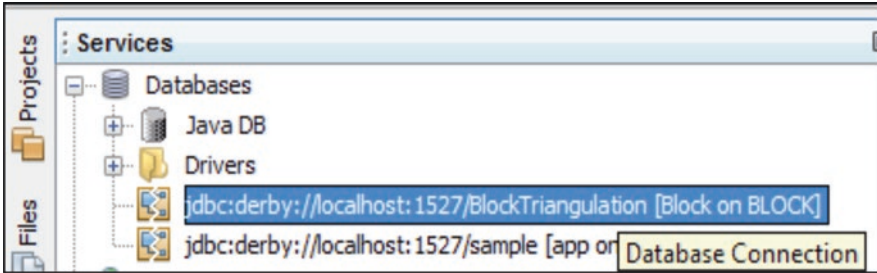 Projects
Files
Services
Databases
Java DB
Drivers
jdbc:derby://localhost:1527/BlockTriangulation [Block on BLOCK]
jdbc:derby://localhost:1527/sample [app on
Database Connection